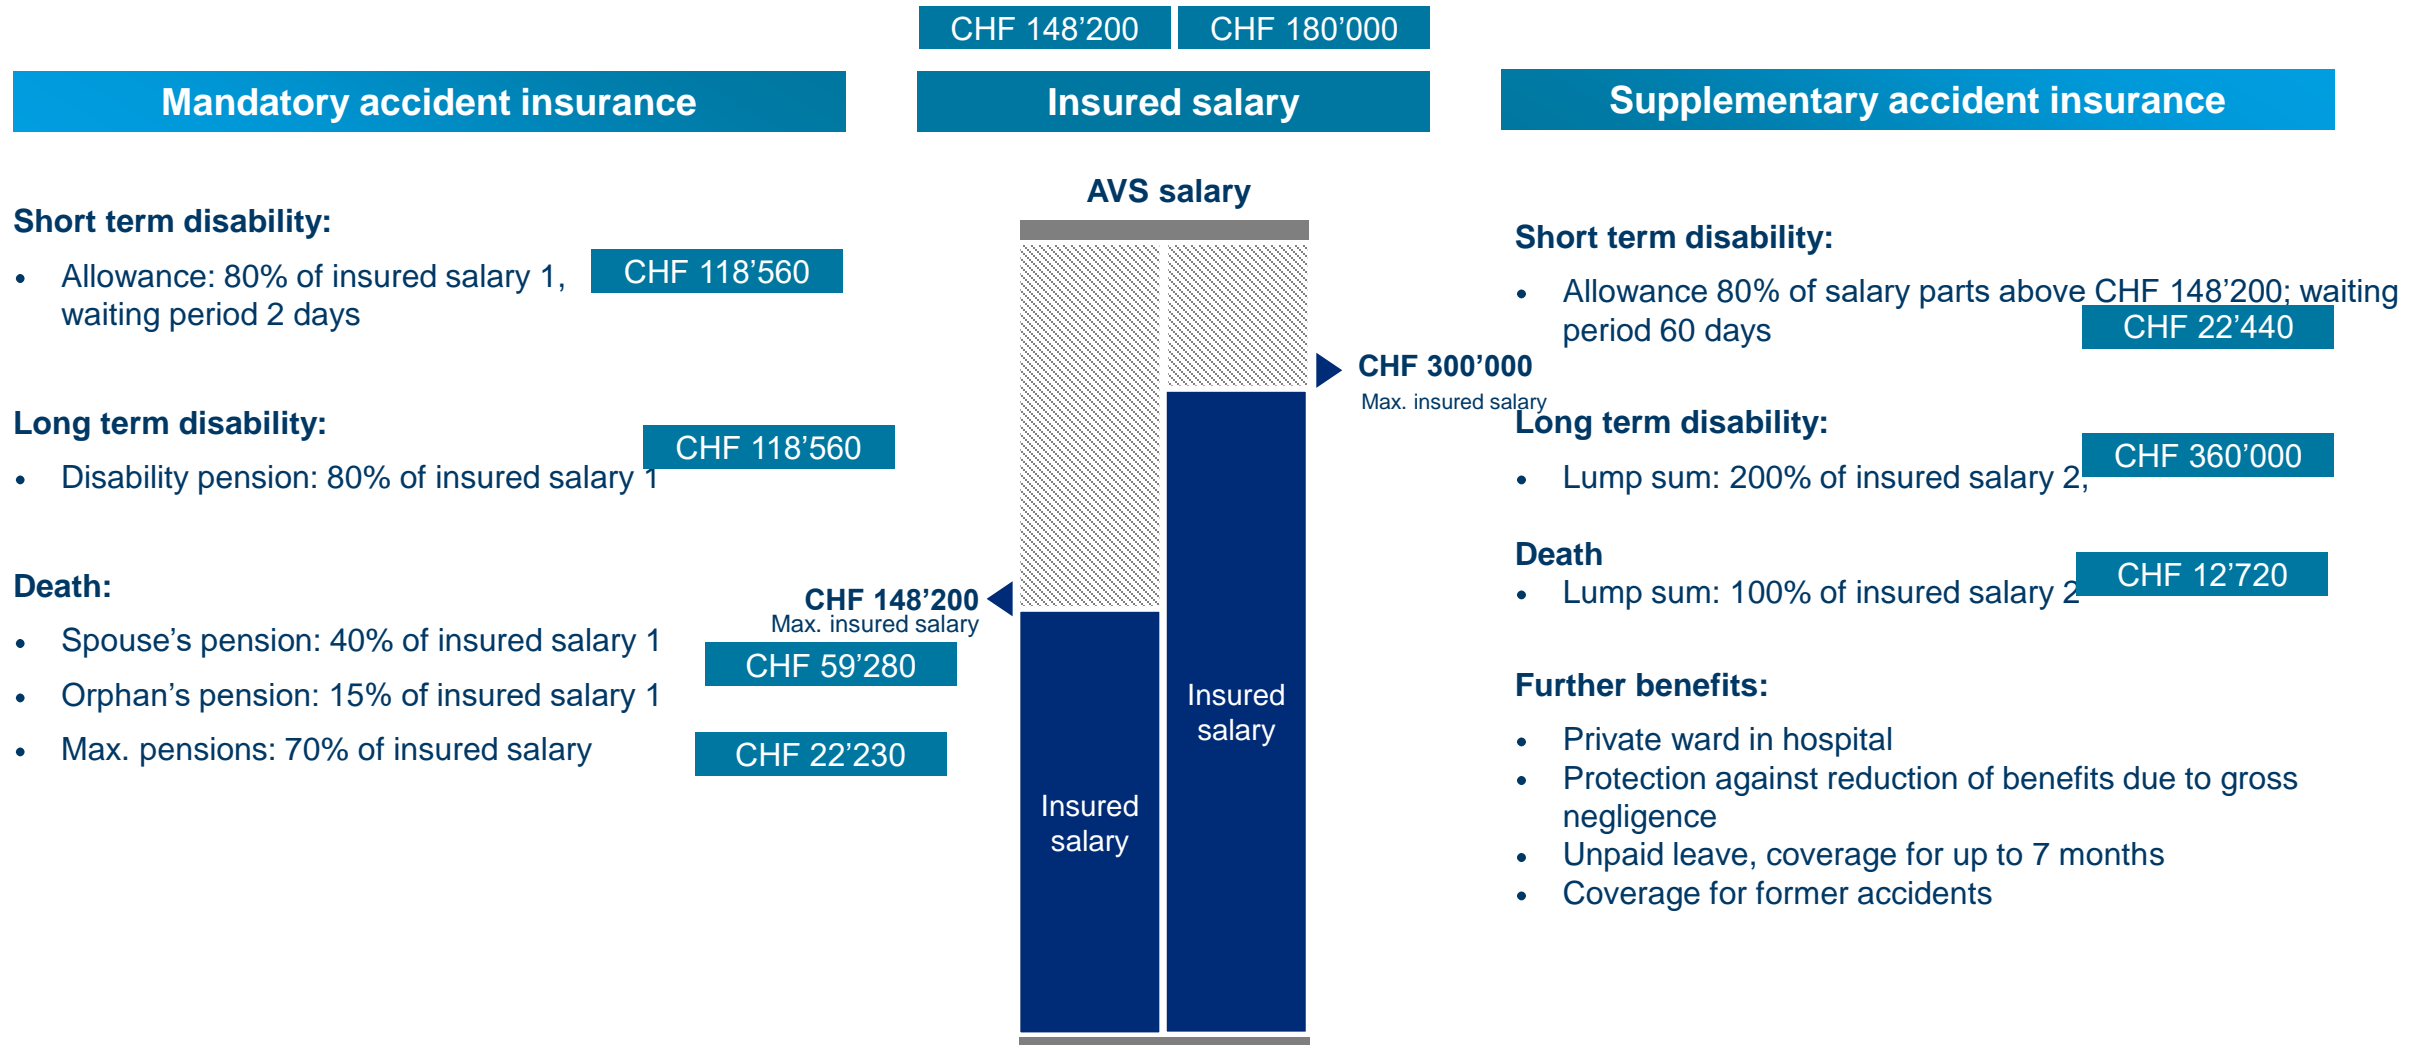 CHF 148’200
CHF 180’000
Mandatory accident insurance
Insured salary
Supplementary accident insurance
Short term disability:
• Allowance: 80% of insured salary 1,
waiting period 2 days
CHF 118’560
Long term disability:
CHF 118’560
• Disability pension: 80% of insured salary 1
Death:
• Spouse’s pension: 40% of insured salary 1
CHF 59’280
• Orphan’s pension: 15% of insured salary 1
• Max. pensions: 70% of insured salary
CHF 22’230
AVS salary
CHF 300’000
Max. insured salary
CHF 148’200
Max. insured salary
Insured
salary
Insured
salary
Short term disability:
• Allowance 80% of salary parts above CHF 148’200; waiting
period 60 days
CHF 22’440
Long term disability:
CHF 360’000
• Lump sum: 200% of insured salary 2,
Death
CHF 12’720
• Lump sum: 100% of insured salary 2
Further benefits:
• Private ward in hospital
• Protection against reduction of benefits due to gross
negligence
• Unpaid leave, coverage for up to 7 months
• Coverage for former accidents